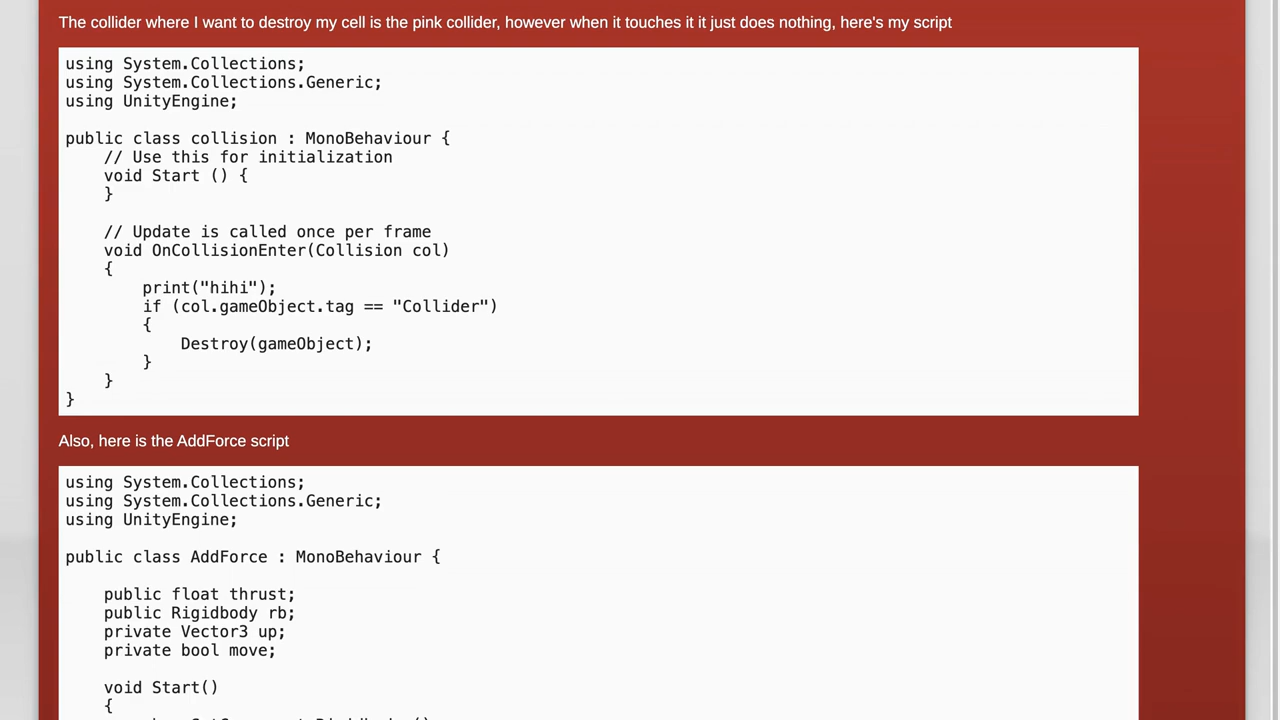 The collider where I want to destroy my cell is the pink collider, however when it touches it it just does nothing, here's my script
using System.Collections;
using System.Collections.Generic;
using UnityEngine;
public class collision : MonoBehaviour {
// Use this for initialization
void Start () {
}
// Update is called once per frame
void OnCollisionEnter(Collision col)
{
print("hihi");
if (col.gameObject.tag == "Collider")
{
Destroy(gameObject);
}
}
}
Also, here is the AddForce script
using System.Collections;
using System.Collections.Generic;
using UnityEngine;
public class AddForce : MonoBehaviour {
public float thrust;
public Rigidbody rb;
private Vector3 up;
private bool move;
void Start()
{